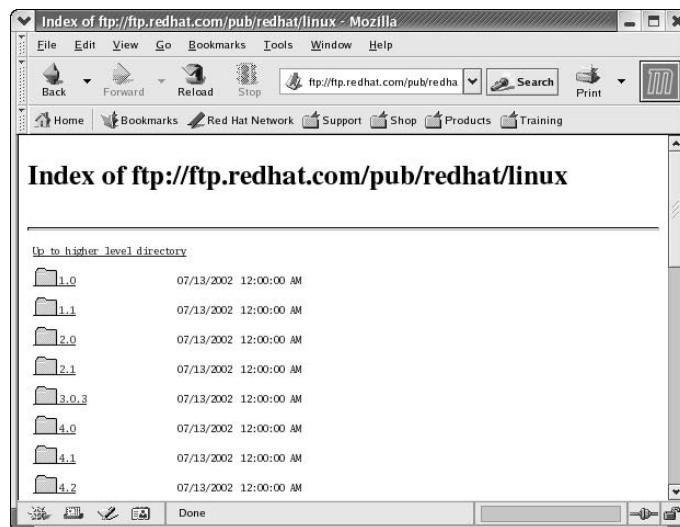 Index of ftp://ftp.redhat.com/pub/redhat/linux - Mozilla
File Edit View Go Bookmarks Tools Window Help
Back Forward Reload Stop ftp://ftp.redhat.com/pub/redha Search Print
Home Bookmarks Red Hat Network Support Shop Products Training
Index of ftp://ftp.redhat.com/pub/redhat/linux
Up to higher level directory
1.0 07/13/2002 12:00:00 AM
1.1 07/13/2002 12:00:00 AM
2.0 07/13/2002 12:00:00 AM
2.1 07/13/2002 12:00:00 AM
3.0.3 07/13/2002 12:00:00 AM
4.0 07/13/2002 12:00:00 AM
4.1 07/13/2002 12:00:00 AM
4.2 07/13/2002 12:00:00 AM
Done